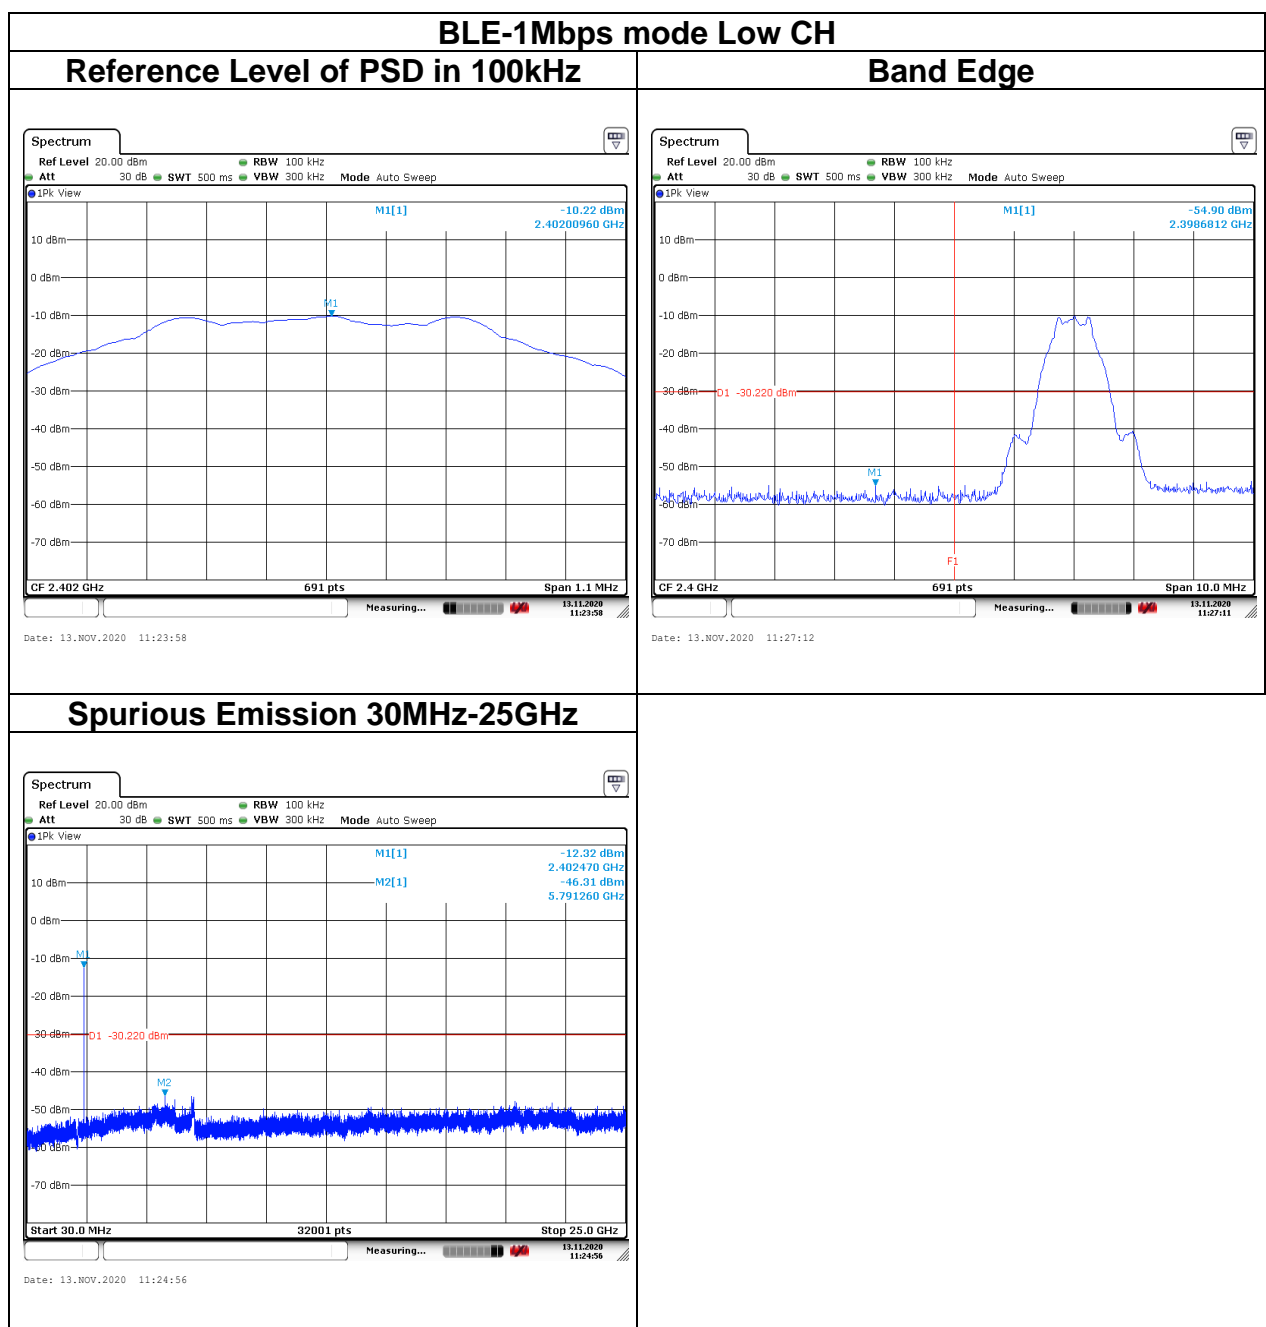 BLE-1Mbps mode Low CH
Reference Level of PSD in 100kHz
Spectrum
Ref Level 20.00 dBm RBW 100 kHz
Att 30 dB SWT 500 ms VBW 300 kHz Mode Auto Sweep
1Pk View
M1[1] -10.22 dBm
2.40200960 GHz
10 dBm
0 dBm
M1
-10 dBm
-20 dBm
-30 dBm
-40 dBm
-50 dBm
-60 dBm
-70 dBm
CF 2.402 GHz 691 pts Span 1.1 MHz
Measuring... 13.11.2020
11:23:58
Date: 13.NOV.2020 11:23:58
Band Edge
Spectrum
Ref Level 20.00 dBm RBW 100 kHz
Att 30 dB SWT 500 ms VBW 300 kHz Mode Auto Sweep
1Pk View
M1[1] -54.90 dBm
2.3986812 GHz
10 dBm
0 dBm
-10 dBm
-20 dBm
-30 dBm D1 -30.220 dBm
-40 dBm
-50 dBm
M1
-60 dBm
-70 dBm
F1
CF 2.4 GHz 691 pts Span 10.0 MHz
Measuring... 13.11.2020
11:27:11
Date: 13.NOV.2020 11:27:12
Spurious Emission 30MHz-25GHz
Spectrum
Ref Level 20.00 dBm RBW 100 kHz
Att 30 dB SWT 500 ms VBW 300 kHz Mode Auto Sweep
1Pk View
M1[1] -12.32 dBm
2.402470 GHz
10 dBm M2[1] -46.31 dBm
5.791260 GHz
0 dBm
-10 dBm M1
-20 dBm
-30 dBm D1 -30.220 dBm
-40 dBm
M2
-50 dBm
-60 dBm
-70 dBm
Start 30.0 MHz 32001 pts Stop 25.0 GHz
Measuring... 13.11.2020
11:24:56
Date: 13.NOV.2020 11:24:56